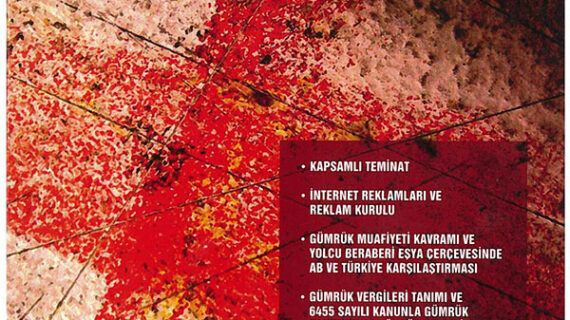 • KAPSAMLI TEMİNAT
• İNTERNET REKLAMLARI VE
REKLAM KURULU
• GÜMRÜK MUAFİYETİ KAVRAMI VE
YOLCU BERABERİ EŞYA ÇERÇEVESİNDE
AB VE TÜRKİYE KARŞILAŞTIRMASI
• GÜMRÜK VERGİLERİ TANIMI VE
6455 SAYILI KANUNLA GÜMRÜK